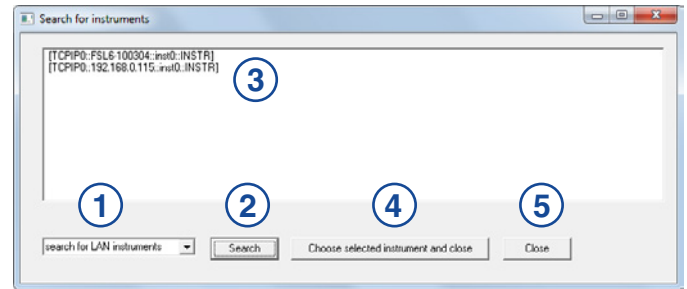 Search for instruments
[TCPIP0::FSL6-100304::inst0::INSTR]
[TCPIP0::192.168.0.115::inst0::INSTR]
3
1
2
4
5
search for LAN instruments
Search
Choose selected instrument and close
Close